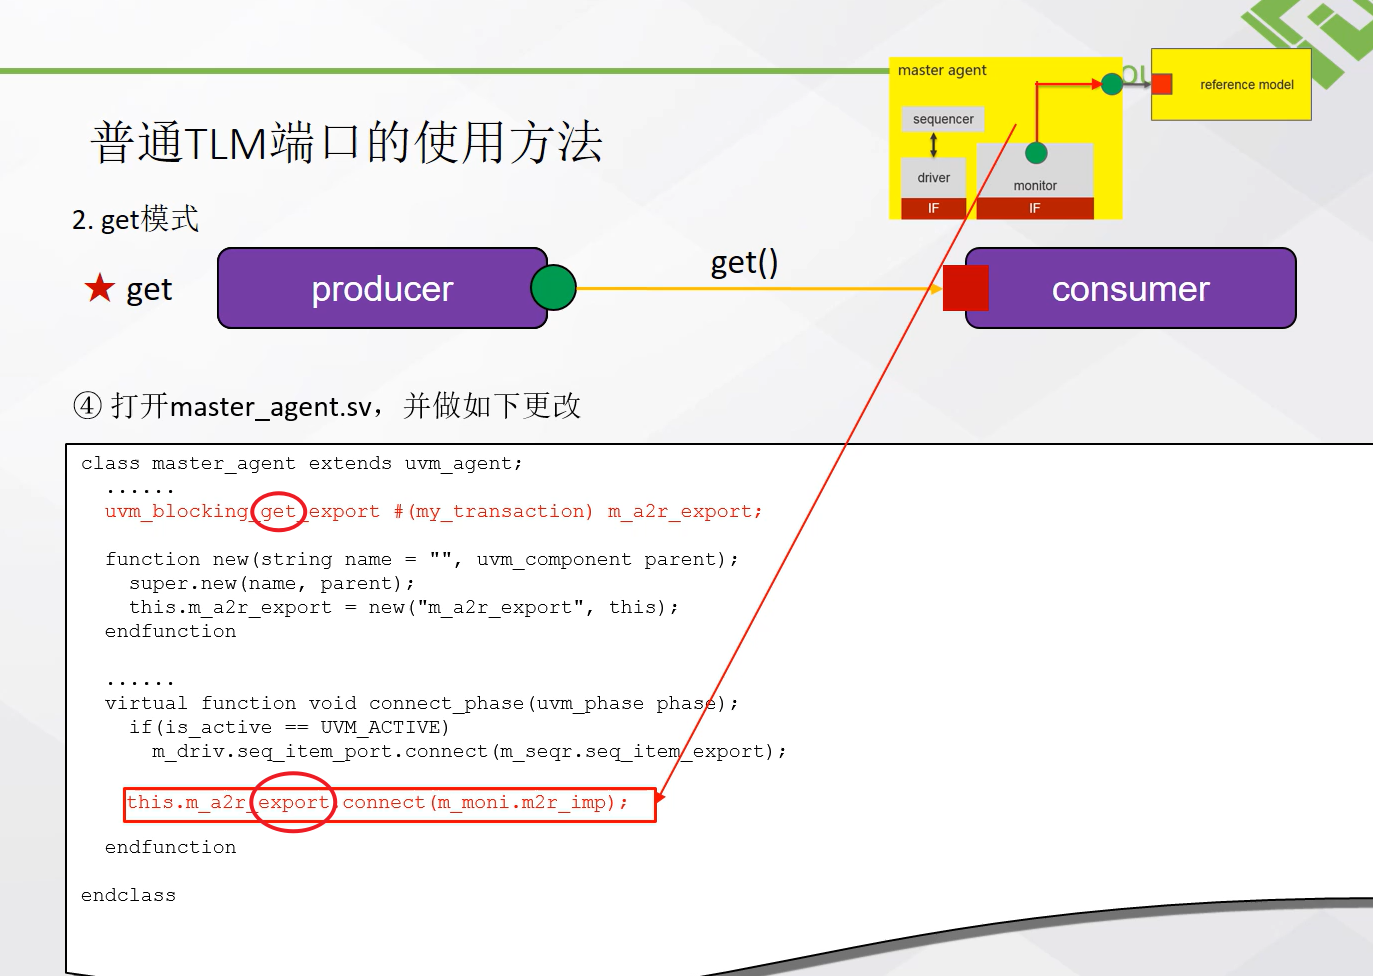 master agent
sequencer
driver
IF
monitor
IF
reference model
普通TLM端口的使用方法
2. get模式
★ get
producer
get()
consumer
④ 打开master_agent.sv，并做如下更改
class master_agent extends uvm_agent;
......
uvm_blocking_get_export #(my_transaction) m_a2r_export;
function new(string name = "", uvm_component parent);
super.new(name, parent);
this.m_a2r_export = new("m_a2r_export", this);
endfunction
......
virtual function void connect_phase(uvm_phase phase);
if(is_active == UVM_ACTIVE)
m_driv.seq_item_port.connect(m_seqr.seq_item_export);
this.m_a2r_export.connect(m_moni.m2r_imp);
endfunction
endclass